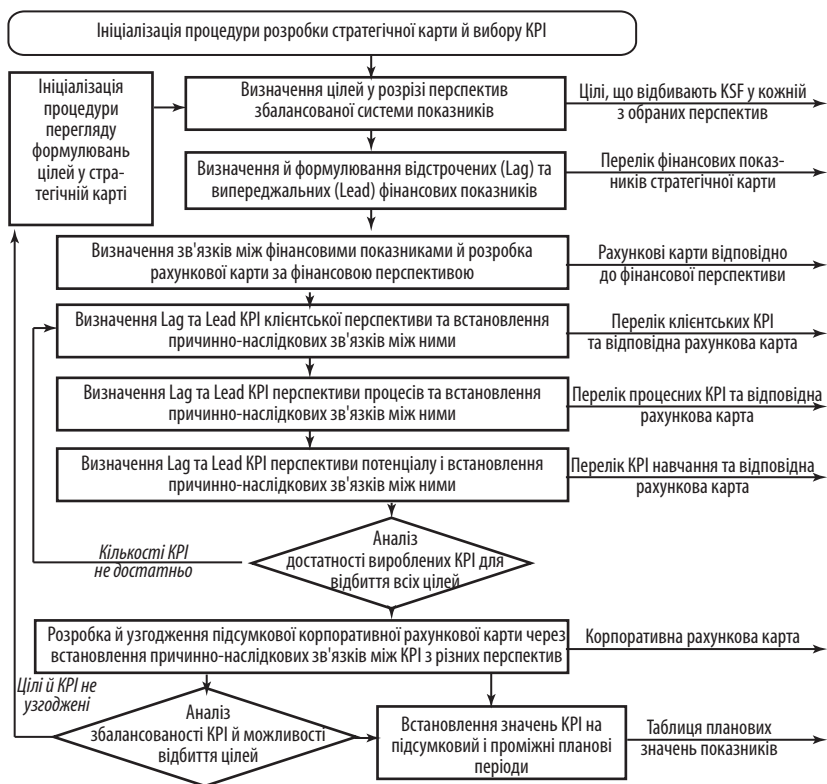 Ініціалізація процедури розробки стратегічної карти й вибору KPI
Ініціалізація
процедури
перегляду
формулювань
цілей у стра-
тегічній карті
Визначення цілей у розрізі перспектив
збалансованої системи показників
Цілі, що відбивають KSF у кожній
з обраних перспектив
Визначення й формулювання відстрочених (Lag) та
випереджальних (Lead) фінансових показників
Перелік фінансових показ-
ників стратегічної карти
Визначення зв'язків між фінансовими показниками й розробка
рахункової карти за фінансовою перспективою
Рахункові карти відповідно
до фінансової перспективи
Визначення Lag та Lead KPI клієнтської перспективи та встановлення
причинно-наслідкових зв'язків між ними
Перелік клієнтських KPI
та відповідна рахункова карта
Визначення Lag та Lead KPI перспективи процесів та встановлення
причинно-наслідкових зв'язків між ними
Перелік процесних KPI та відповідна
рахункова карта
Визначення Lag та Lead KPI перспективи потенціалу і встановлення
причинно-наслідкових зв'язків між ними
Перелік KPI навчання та відповідна
рахункова карта
Аналіз
достатності вироблених KPI для
відбиття всіх цілей
Кількості KPI
не достатньо
Розробка й узгодження підсумкової корпоративної рахункової карти через
встановлення причинно-наслідкових зв'язків між KPI з різних перспектив
Корпоративна рахункова карта
Цілі й KPI не
узгоджені
Аналіз
збалансованості KPI й можливості
відбиття цілей
Встановлення значень KPI на
підсумковий і проміжні планові
періоди
Таблиця планових
значень показників